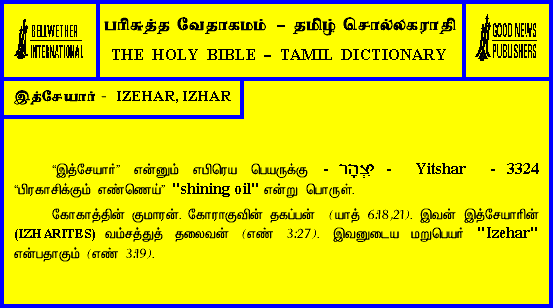 BELLWETHER
INTERNATIONAL
பரிசுத்த வேதாகமம் – தமிழ் சொல்லகராதி
THE HOLY BIBLE – TAMIL DICTIONARY
GOOD NEWS
PUBLISHERS
இத்சேயார் - IZEHAR, IZHAR
“இத்சேயார்” என்னும் எபிரெய பெயருக்கு - יִצְהָר - Yitshar - 3324
“பிரகாசிக்கும் எண்ணெய்” "shining oil" என்று பொருள்.
கோகாத்தின் குமாரன். கோராகுவின் தகப்பன் (யாத் 6:18,21). இவன் இத்சேயாரின்
(IZHARITES) வம்சத்துத் தலைவன் (எண் 3:27). இவனுடைய மறுபெயர் "Izehar"
என்பதாகும் (எண் 3:19).